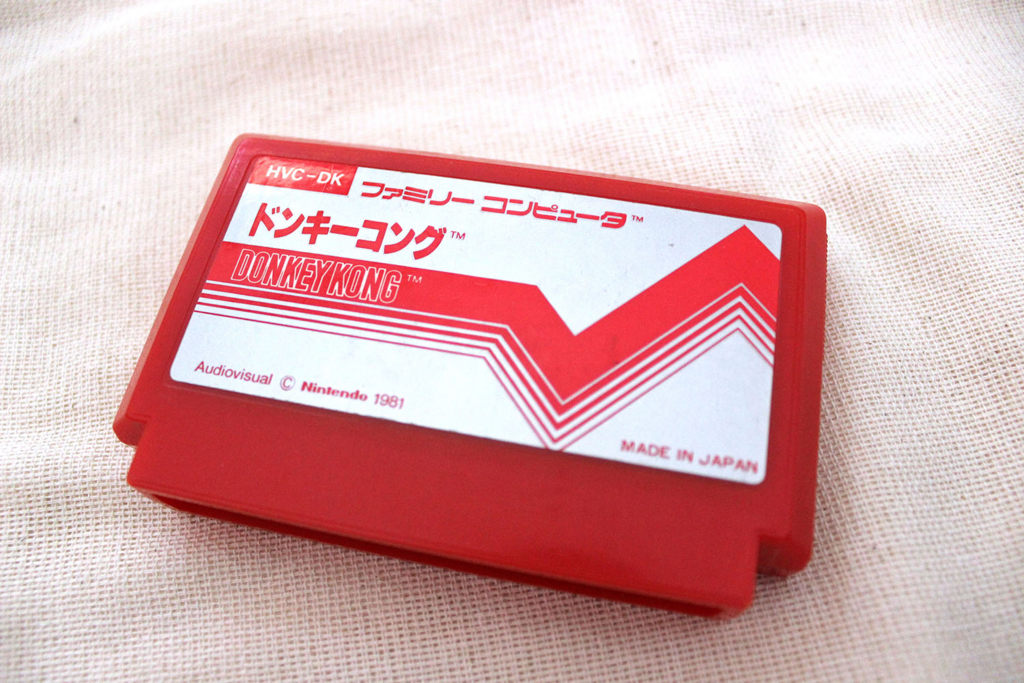 HVC-DK
ファミリー コンピュータ™
ドンキーコング™
DONKEY KONG™
Audiovisual © Nintendo 1981
MADE IN JAPAN